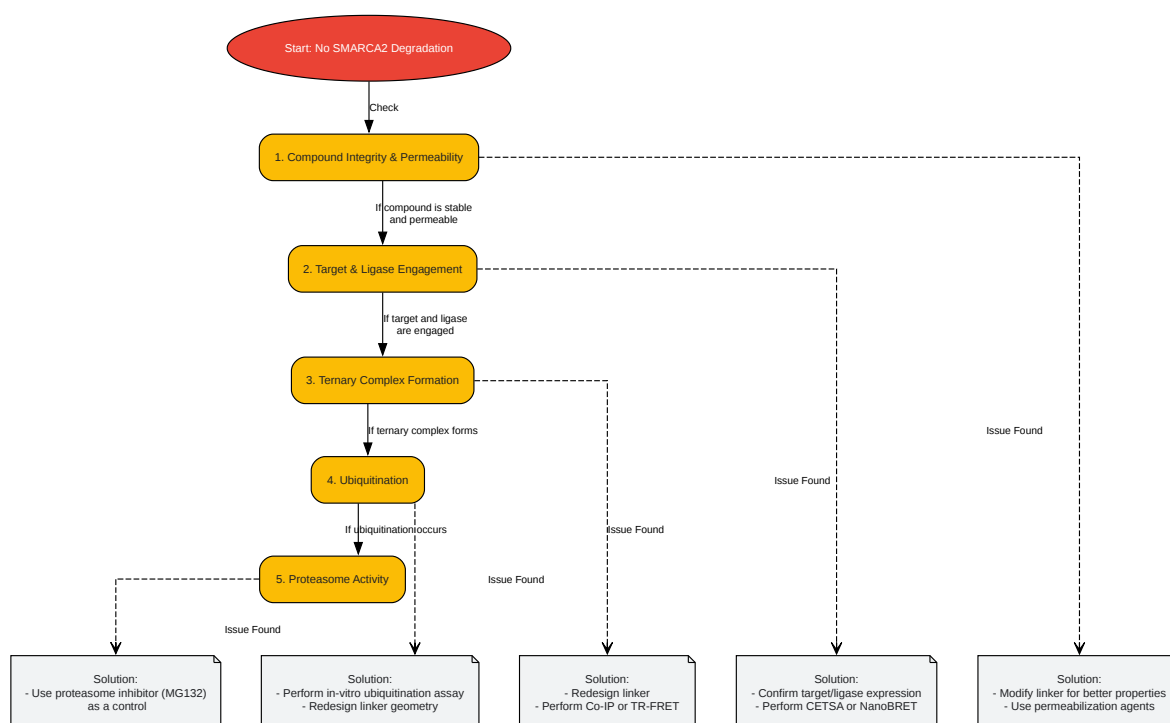 Start: No SMARCA2 Degradation
Check
1. Compound Integrity & Permeability
If compound is stable
and permeable
2. Target & Ligase Engagement
If target and ligase
are engaged
3. Ternary Complex Formation
If ternary complex forms
Issue Found
4. Ubiquitination
Issue Found
If ubiquitination occurs
Issue Found
5. Proteasome Activity
Issue Found
Issue Found
Solution:
- Use proteasome inhibitor (MG132)
as a control
Solution:
- Perform in-vitro ubiquitination assay
- Redesign linker geometry
Solution:
- Redesign linker
- Perform Co-IP or TR-FRET
Solution:
- Confirm target/ligase expression
- Perform CETSA or NanoBRET
Solution:
- Modify linker for better properties
- Use permeabilization agents